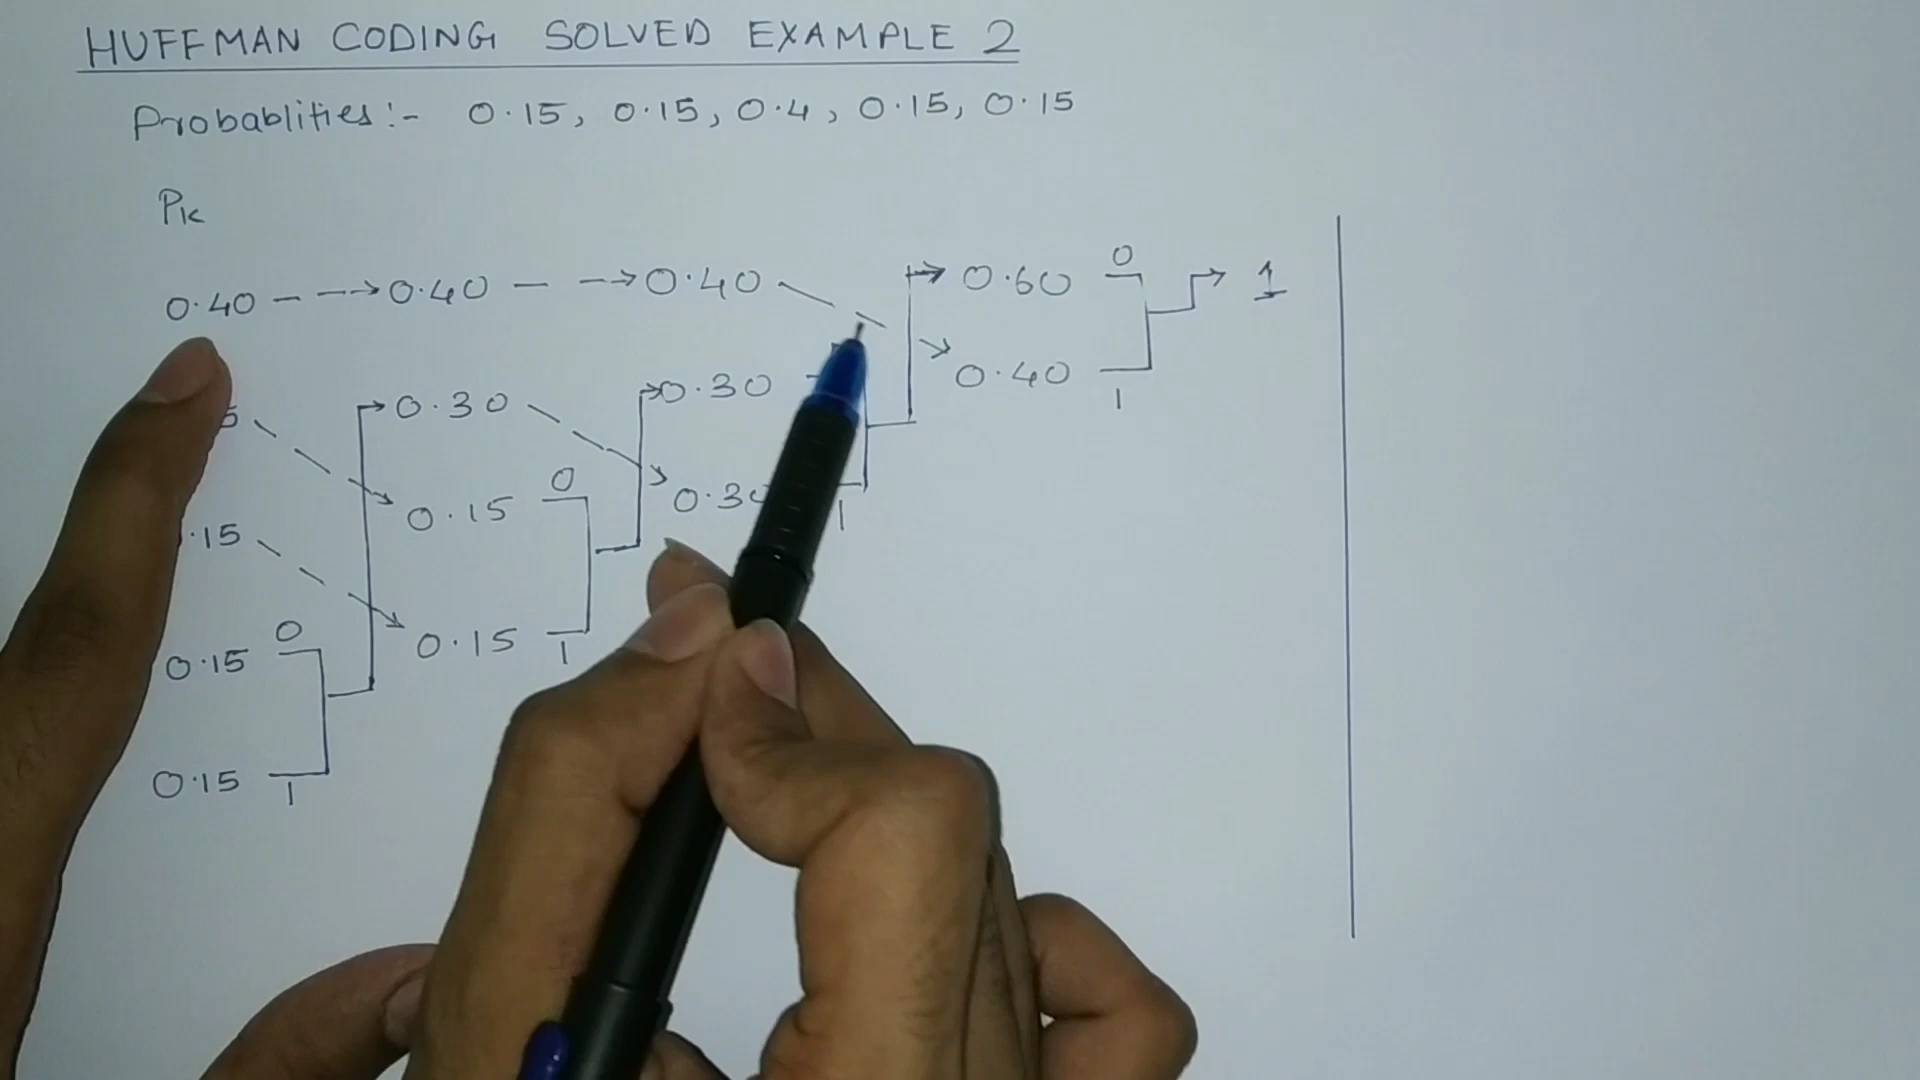 HUFFMAN CODING SOLVED EXAMPLE 2
Probablities:- 0.15, 0.15, 0.4, 0.15, 0.15
Pk
0.40 0.40 0.40 0.60 0 1
0.30 0.30 0.40 1
5 0.15 0 0.30 1
.15 0.15 1
0.15 0
0.15 1